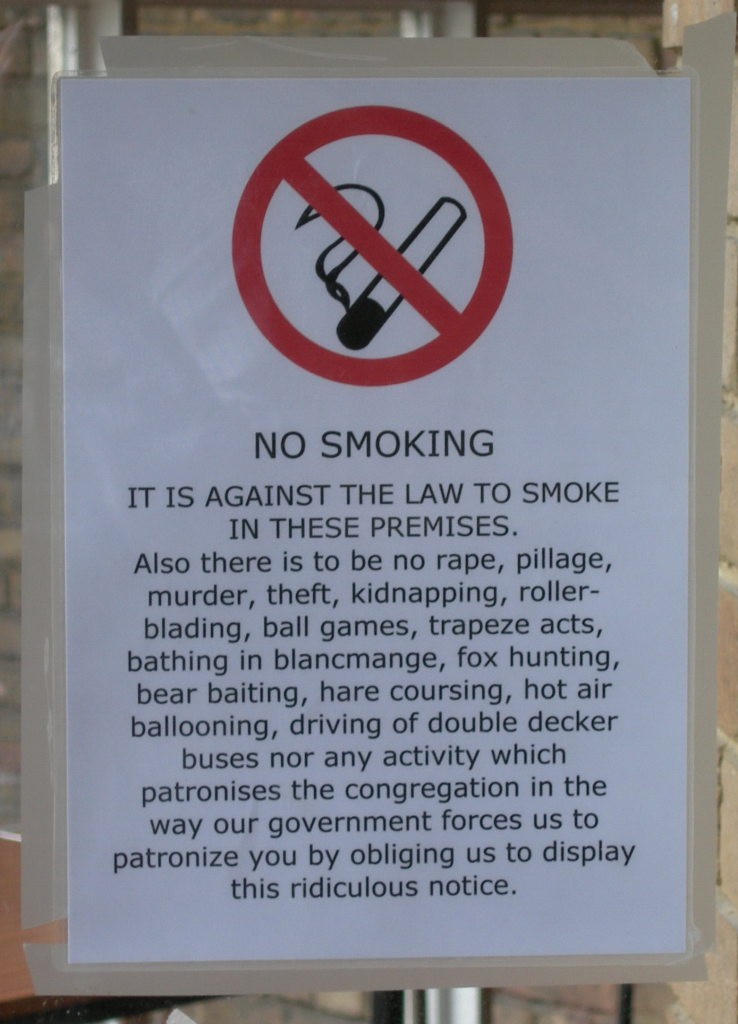 NO SMOKING
IT IS AGAINST THE LAW TO SMOKE
IN THESE PREMISES.
Also there is to be no rape, pillage,
murder, theft, kidnapping, roller-
blading, ball games, trapeze acts,
bathing in blancmange, fox hunting,
bear baiting, hare coursing, hot air
ballooning, driving of double decker
buses nor any activity which
patronises the congregation in the
way our government forces us to
patronize you by obliging us to display
this ridiculous notice.